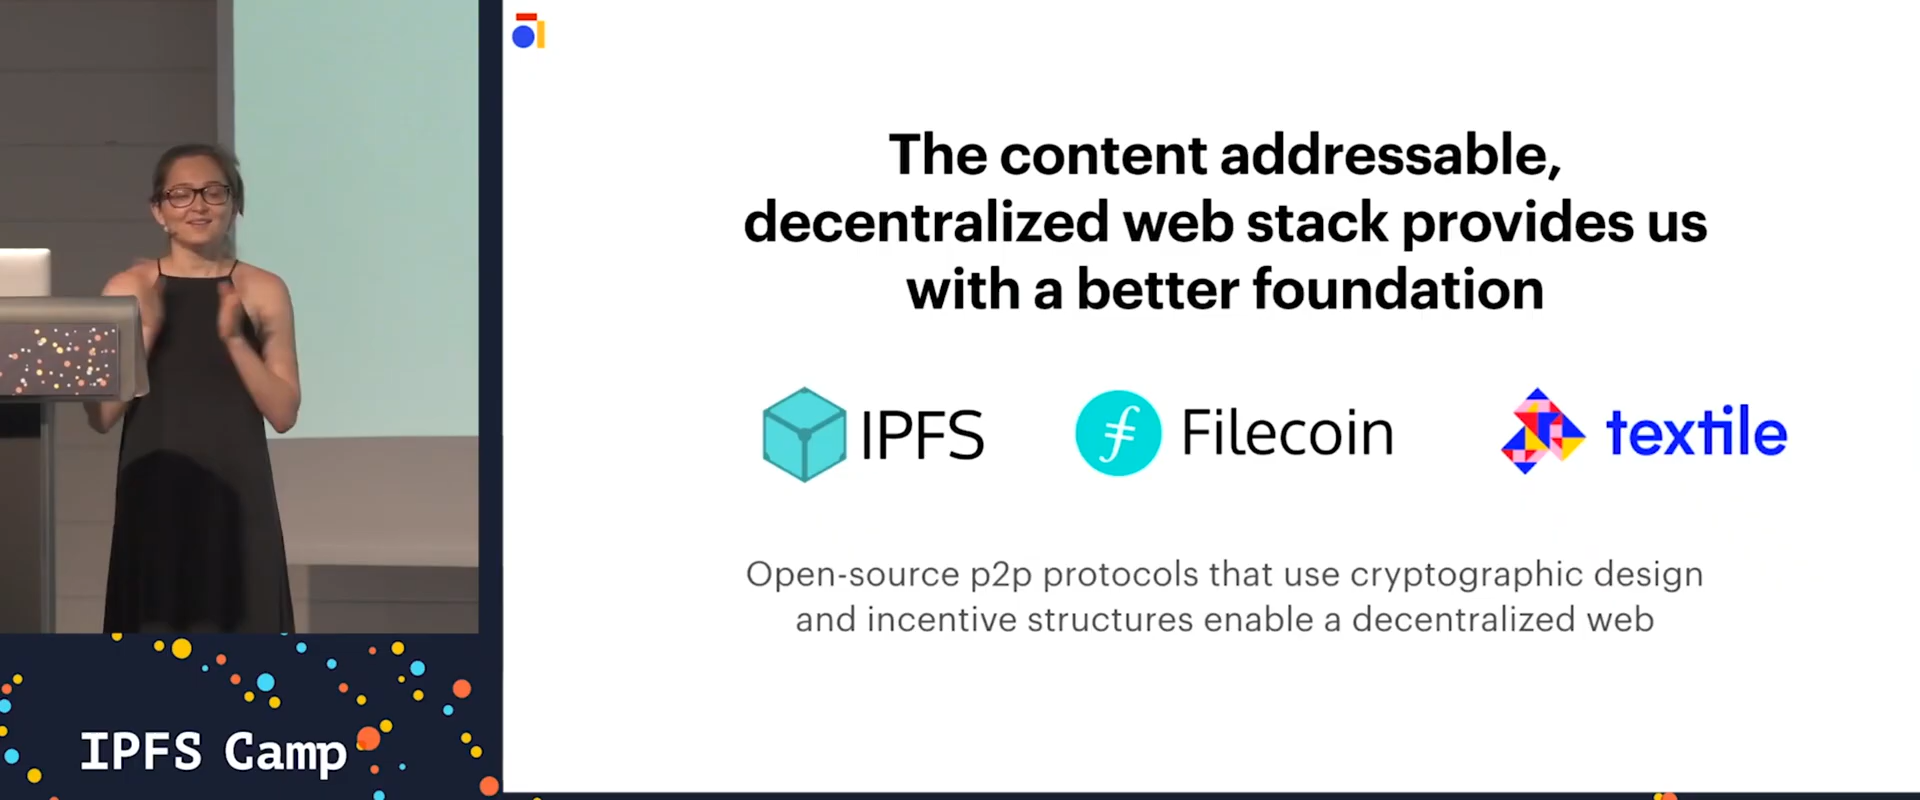 The content addressable,
decentralized web stack provides us
with a better foundation
IPFS
Filecoin
textile
Open-source p2p protocols that use cryptographic design
and incentive structures enable a decentralized web
IPFS Camp